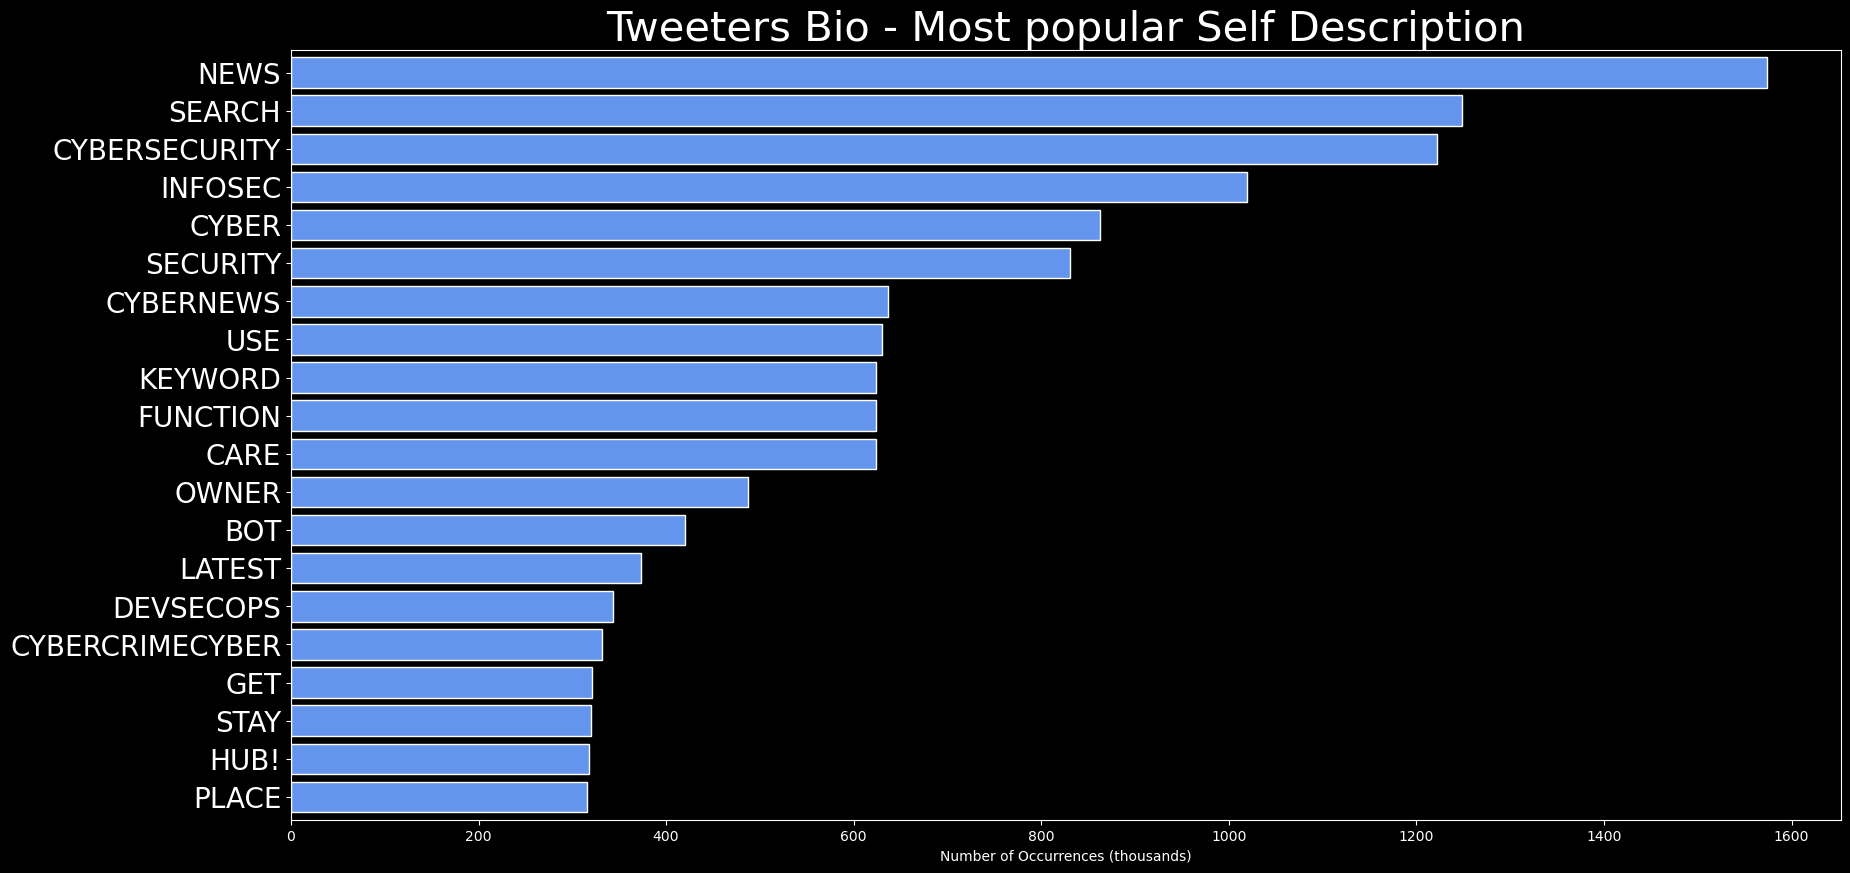 Tweeters Bio - Most popular Self Description
NEWS
SEARCH
CYBERSECURITY
INFOSEC
CYBER
SECURITY
CYBERNEWS
USE
KEYWORD
FUNCTION
CARE
OWNER
BOT
LATEST
DEVSECOPS
CYBERCRIMECYBER
GET
STAY
HUB!
PLACE
0 200 400 600 800 1000 1200 1400 1600
Number of Occurrences (thousands)